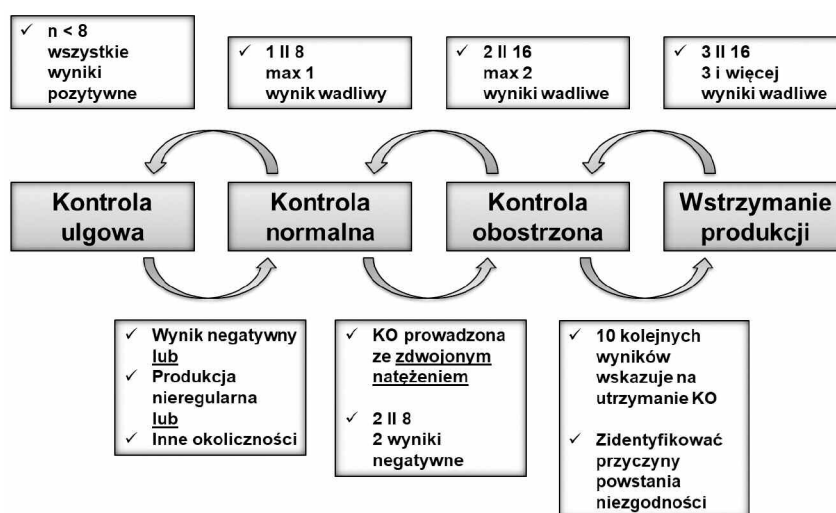 ✓ n < 8
wszystkie
wyniki
pozytywne
✓ 1 II 8
max 1
wynik wadliwy
✓ 2 II 16
max 2
wyniki wadliwe
✓ 3 II 16
3 i więcej
wyniki wadliwe
Kontrola
ulgowa
Kontrola
normalna
Kontrola
obostrzona
Wstrzymanie
produkcji
✓ Wynik negatywny
lub
✓ Produkcja
nieregularna
lub
✓ Inne okoliczności
✓ KO prowadzona
ze zdwojonym
natężeniem
✓ 2 II 8
2 wyniki
negatywne
✓ 10 kolejnych
wyników
wskazuje na
utrzymanie KO
✓ Zidentyfikować
przyczyny
powstania
niezgodności